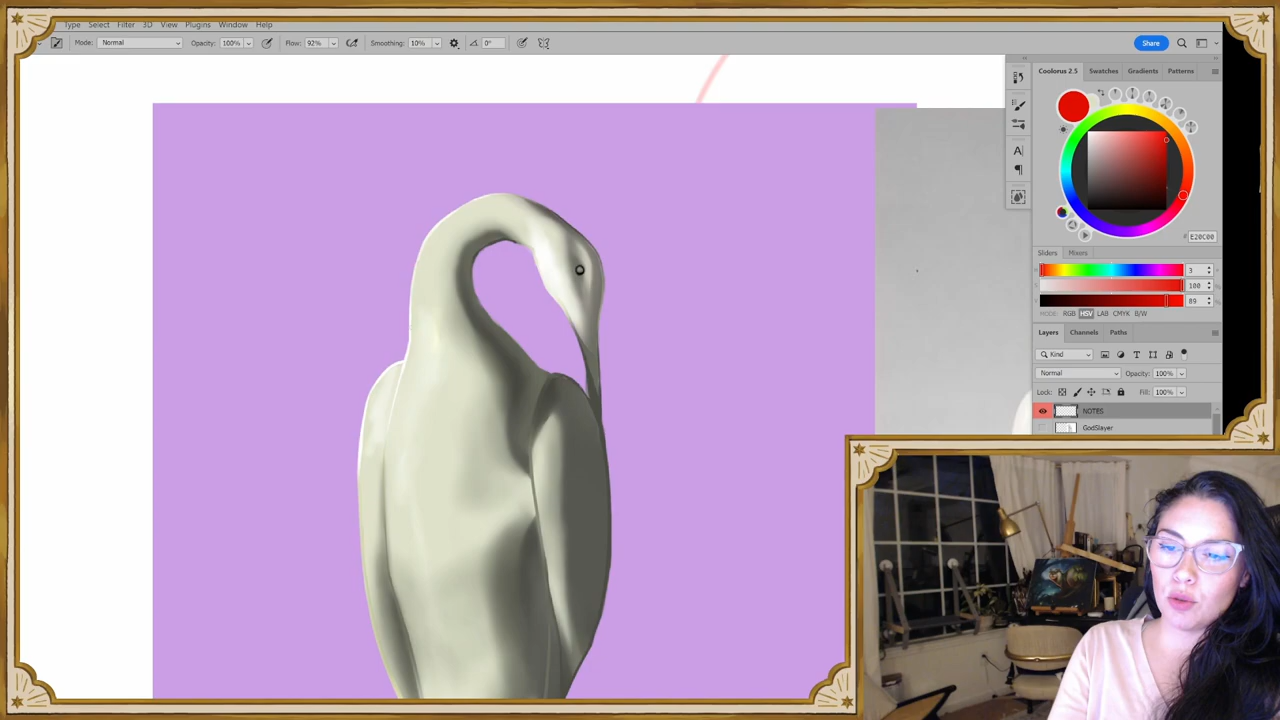 Type Select Filter 3D View Plugins Window Help
Mode: Normal Opacity: 100% Flow: 92% Smoothing: 10% 0° Share
Coolorus 2.5 Swatches Gradients Patterns
# E20C00
Sliders Mixers
3
100
89
MODE: RGB HSV LAB CMYK B/W
Layers Channels Paths
Kind
Normal Opacity: 100%
Lock: Fill: 100%
NOTES
GodSlayer